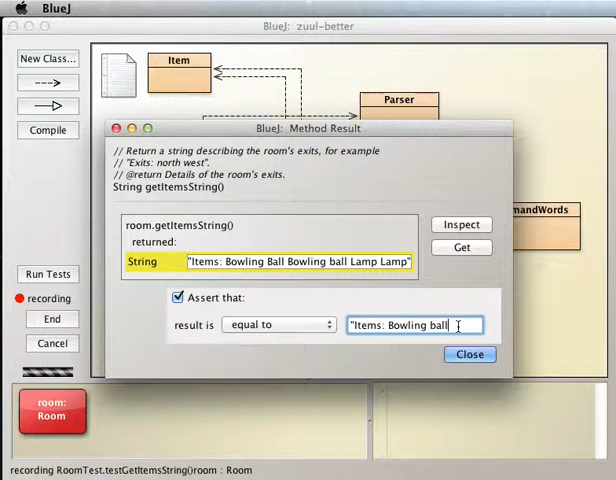 BlueJ
BlueJ: zuul-better
New Class...
Compile
Item
Parser
mandWords
BlueJ: Method Result
// Return a string describing the room's exits, for example
// "Exits: north west".
// @return Details of the room's exits.
String getItemsString()
room.getItemsString()
returned:
String "Items: Bowling Ball Bowling ball Lamp Lamp"
Inspect
Get
Assert that:
result is equal to "Items: Bowling ball
Close
Run Tests
recording
End
Cancel
room:
Room
recording RoomTest.testGetItemsString()room : Room